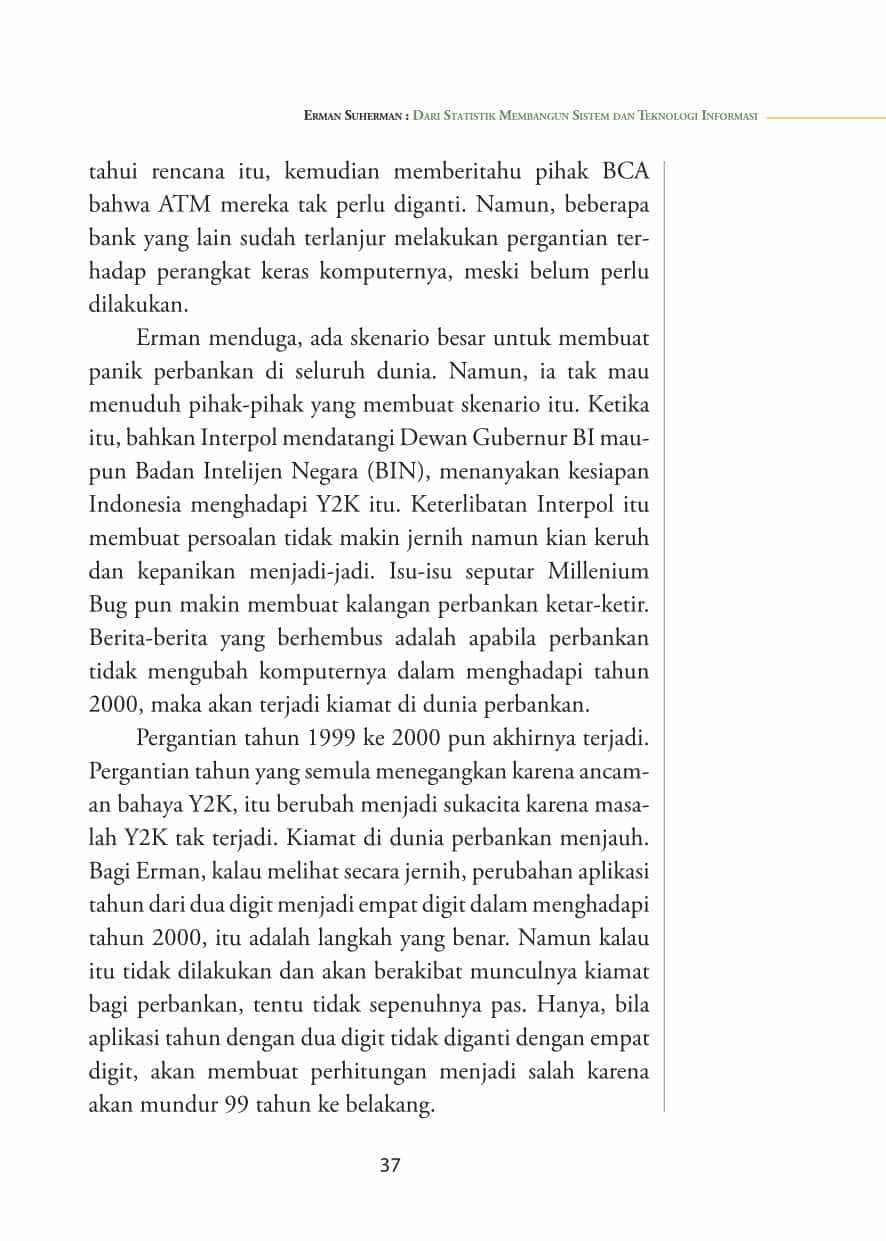 Erman Suherman : Dari Statistik Membangun Sistem dan Teknologi Informasi
tahui rencana itu, kemudian memberitahu pihak BCA
bahwa ATM mereka tak perlu diganti. Namun, beberapa
bank yang lain sudah terlanjur melakukan pergantian ter-
hadap perangkat keras komputernya, meski belum perlu
dilakukan.
Erman menduga, ada skenario besar untuk membuat
panik perbankan di seluruh dunia. Namun, ia tak mau
menuduh pihak-pihak yang membuat skenario itu. Ketika
itu, bahkan Interpol mendatangi Dewan Gubernur BI mau-
pun Badan Intelijen Negara (BIN), menanyakan kesiapan
Indonesia menghadapi Y2K itu. Keterlibatan Interpol itu
membuat persoalan tidak makin jernih namun kian keruh
dan kepanikan menjadi-jadi. Isu-isu seputar Millenium
Bug pun makin membuat kalangan perbankan ketar-ketir.
Berita-berita yang berhembus adalah apabila perbankan
tidak mengubah komputernya dalam menghadapi tahun
2000, maka akan terjadi kiamat di dunia perbankan.
Pergantian tahun 1999 ke 2000 pun akhirnya terjadi.
Pergantian tahun yang semula menegangkan karena ancam-
an bahaya Y2K, itu berubah menjadi sukacita karena masa-
lah Y2K tak terjadi. Kiamat di dunia perbankan menjauh.
Bagi Erman, kalau melihat secara jernih, perubahan aplikasi
tahun dari dua digit menjadi empat digit dalam menghadapi
tahun 2000, itu adalah langkah yang benar. Namun kalau
itu tidak dilakukan dan akan berakibat munculnya kiamat
bagi perbankan, tentu tidak sepenuhnya pas. Hanya, bila
aplikasi tahun dengan dua digit tidak diganti dengan empat
digit, akan membuat perhitungan menjadi salah karena
akan mundur 99 tahun ke belakang.
37